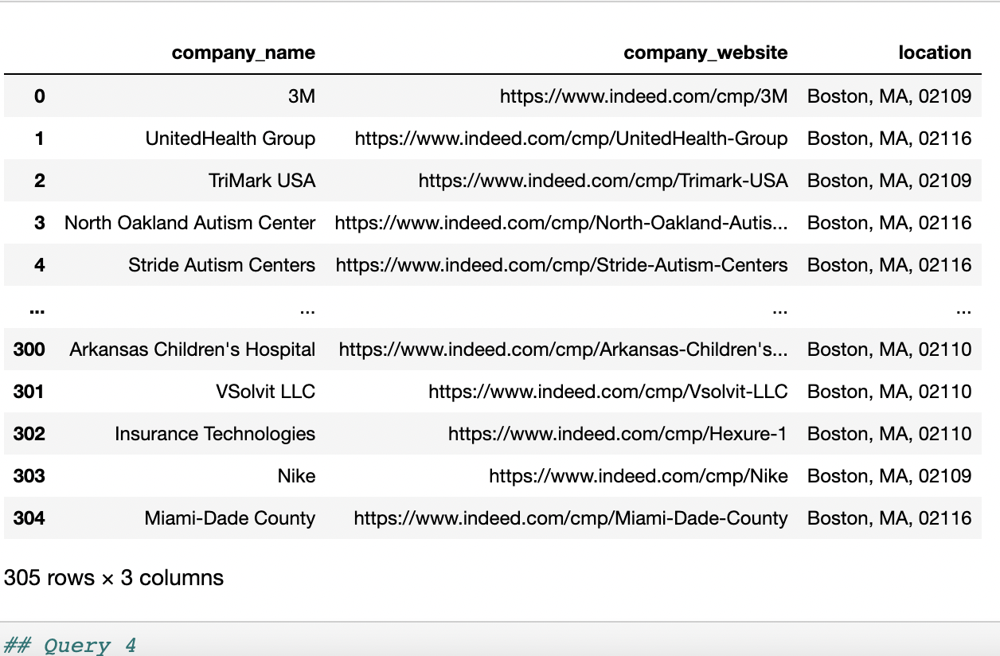 company_name company_website location
0 3M https://www.indeed.com/cmp/3M Boston, MA, 02109
1 UnitedHealth Group https://www.indeed.com/cmp/UnitedHealth-Group Boston, MA, 02116
2 TriMark USA https://www.indeed.com/cmp/Trimark-USA Boston, MA, 02109
3 North Oakland Autism Center https://www.indeed.com/cmp/North-Oakland-Autis... Boston, MA, 02116
4 Stride Autism Centers https://www.indeed.com/cmp/Stride-Autism-Centers Boston, MA, 02116
... ... ... ...
300 Arkansas Children's Hospital https://www.indeed.com/cmp/Arkansas-Children's... Boston, MA, 02110
301 VSolvit LLC https://www.indeed.com/cmp/Vsolvit-LLC Boston, MA, 02110
302 Insurance Technologies https://www.indeed.com/cmp/Hexure-1 Boston, MA, 02110
303 Nike https://www.indeed.com/cmp/Nike Boston, MA, 02109
304 Miami-Dade County https://www.indeed.com/cmp/Miami-Dade-County Boston, MA, 02116
305 rows × 3 columns
## Query 4